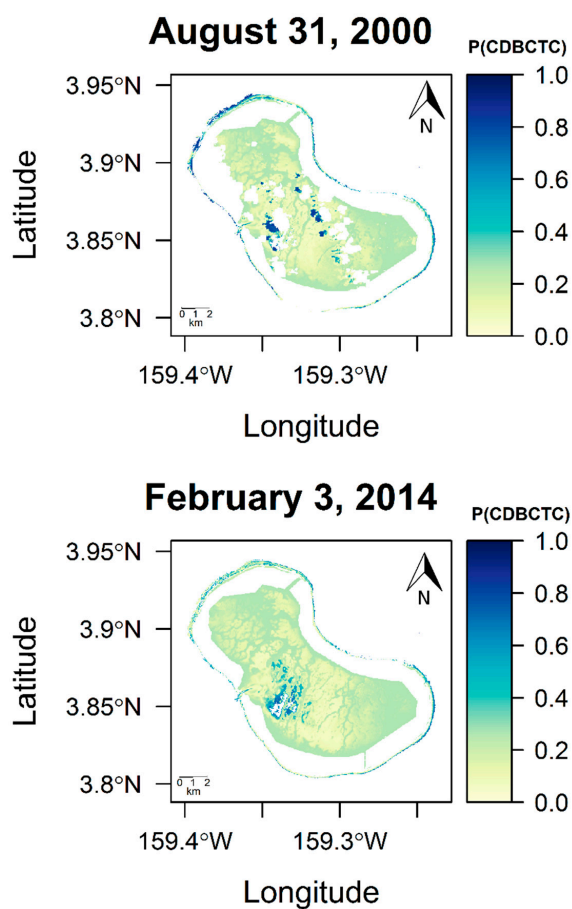 August 31, 2000
P(CDBCTC)
Latitude
3.95°N
3.9°N
3.85°N
3.8°N
N
0 1 2
km
1.0
0.8
0.6
0.4
0.2
0.0
159.4°W 159.3°W
Longitude
February 3, 2014
P(CDBCTC)
Latitude
3.95°N
3.9°N
3.85°N
3.8°N
N
0 1 2
km
1.0
0.8
0.6
0.4
0.2
0.0
159.4°W 159.3°W
Longitude